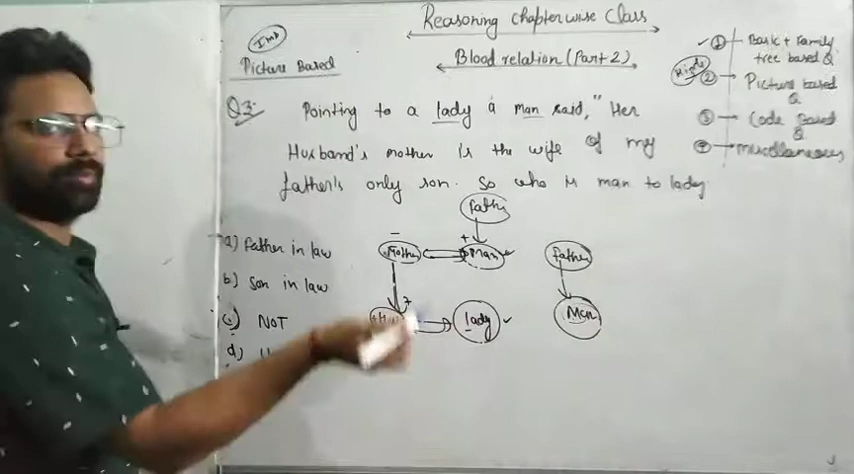 Reasoning Chapterwise Class
IMP
Picture Based
Blood relation (Part 2)
① Basic + Family
tree based Q
② Picture based
Q
③ Code based
Q
④ miscellaneous
Q3. Pointing to a lady a man said, "Her
Husband's mother is the wife of my
father's only son. So who is man to lady
a) Father in law
b) Son in law
c) NOT
d)
Father
- Mother + Man Father
+ lady Man